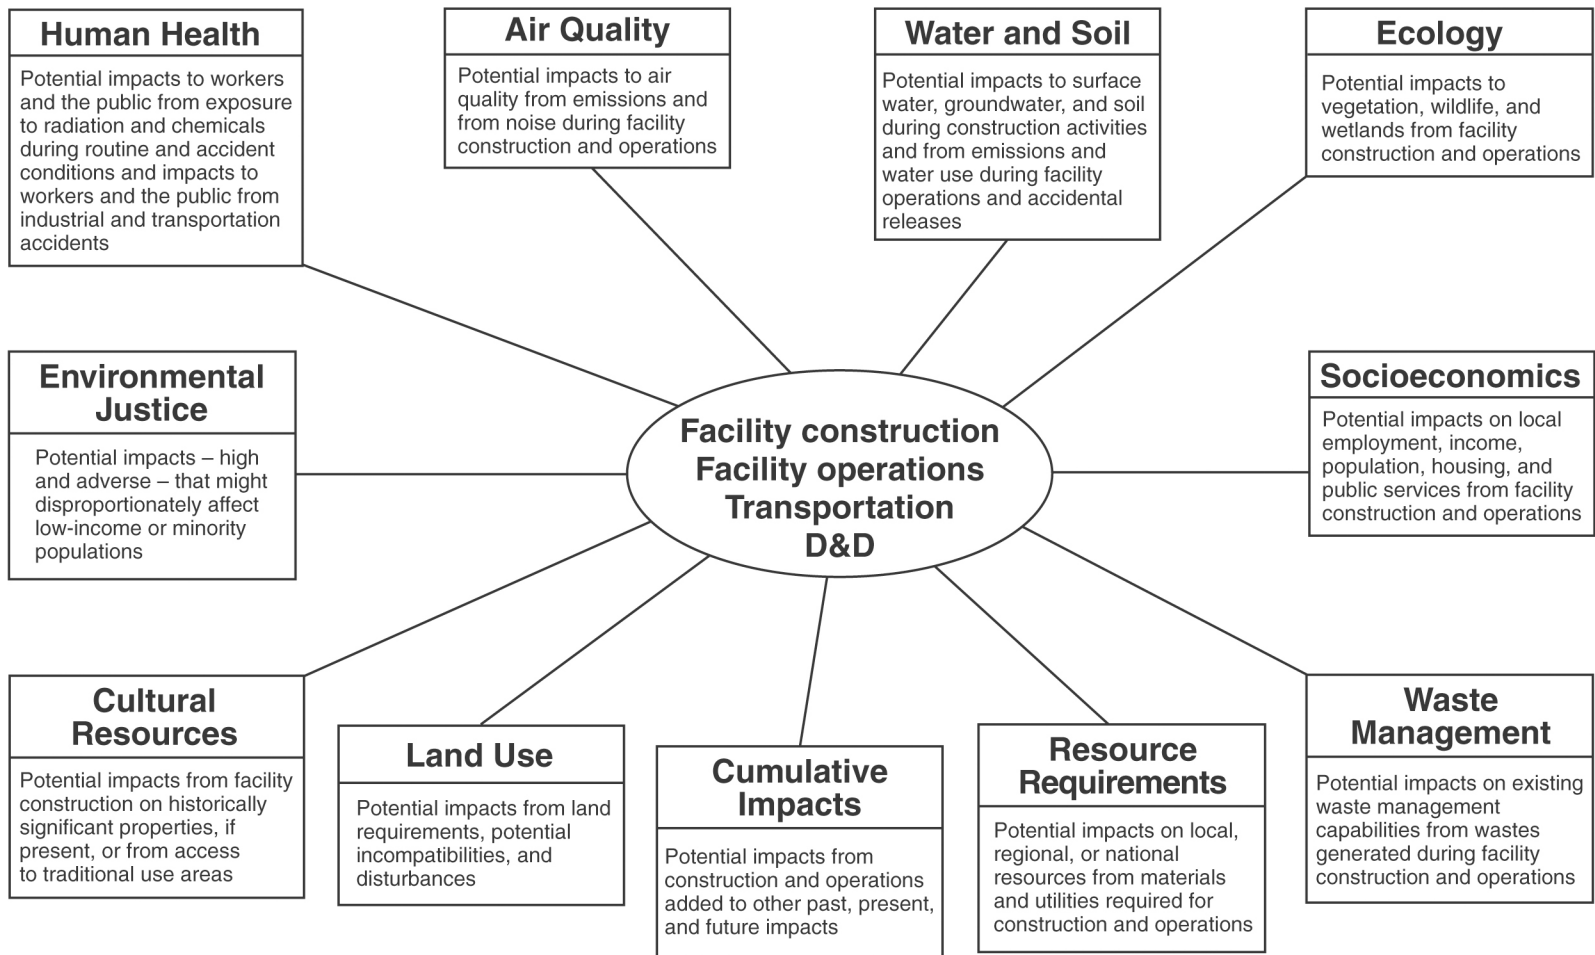 Human Health
Potential impacts to workers
and the public from exposure
to radiation and chemicals
during routine and accident
conditions and impacts to
workers and the public from
industrial and transportation
accidents
Air Quality
Potential impacts to air
quality from emissions and
from noise during facility
construction and operations
Water and Soil
Potential impacts to surface
water, groundwater, and soil
during construction activities
and from emissions and
water use during facility
operations and accidental
releases
Ecology
Potential impacts to
vegetation, wildlife, and
wetlands from facility
construction and operations
Environmental
Justice
Potential impacts – high
and adverse – that might
disproportionately affect
low-income or minority
populations
Facility construction
Facility operations
Transportation
D&D
Socioeconomics
Potential impacts on local
employment, income,
population, housing, and
public services from facility
construction and operations
Cultural
Resources
Potential impacts from facility
construction on historically
significant properties, if
present, or from access
to traditional use areas
Land Use
Potential impacts from land
requirements, potential
incompatibilities, and
disturbances
Cumulative
Impacts
Potential impacts from
construction and operations
added to other past, present,
and future impacts
Resource
Requirements
Potential impacts on local,
regional, or national
resources from materials
and utilities required for
construction and operations
Waste
Management
Potential impacts on existing
waste management
capabilities from wastes
generated during facility
construction and operations